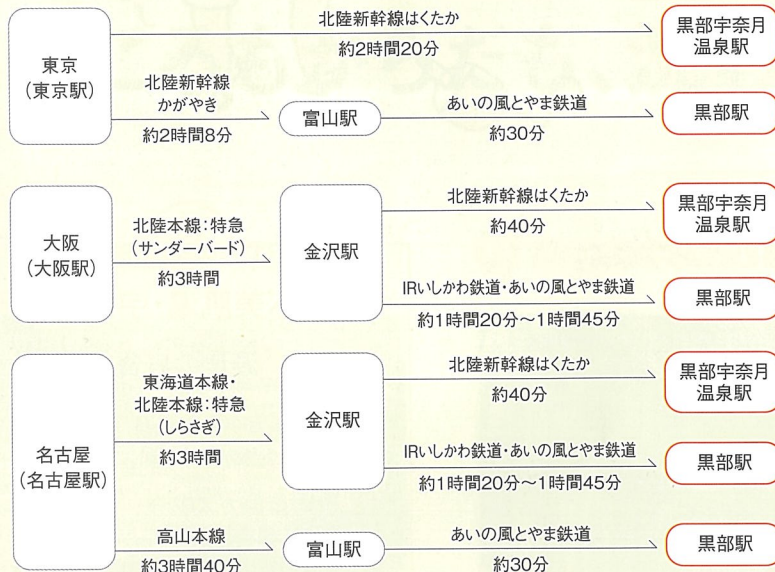 東京
(東京駅)
北陸新幹線はくたか
約2時間20分
黒部宇奈月
温泉駅
北陸新幹線
かがやき
約2時間8分
富山駅
あいの風とやま鉄道
約30分
黒部駅
大阪
(大阪駅)
北陸本線:特急
(サンダーバード)
約3時間
金沢駅
北陸新幹線はくたか
約40分
黒部宇奈月
温泉駅
IRいしかわ鉄道・あいの風とやま鉄道
約1時間20分～1時間45分
黒部駅
名古屋
(名古屋駅)
東海道本線・
北陸本線:特急
(しらさぎ)
約3時間
金沢駅
北陸新幹線はくたか
約40分
黒部宇奈月
温泉駅
IRいしかわ鉄道・あいの風とやま鉄道
約1時間20分～1時間45分
黒部駅
高山本線
約3時間40分
富山駅
あいの風とやま鉄道
約30分
黒部駅